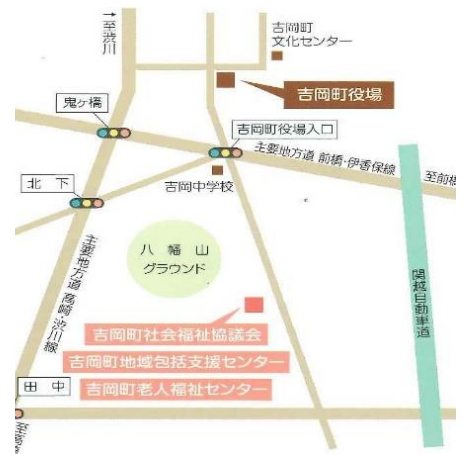 ↑至渋川
吉岡町
文化センター
吉岡町役場
鬼ヶ橋
吉岡町役場入口
主要地方道 前橋・伊香保線
至前橋
吉岡中学校
北下
八幡山
グラウンド
主要地方道 高崎・渋川線
関越自動車道
吉岡町社会福祉協議会
吉岡町地域包括支援センター
田中
吉岡町老人福祉センター